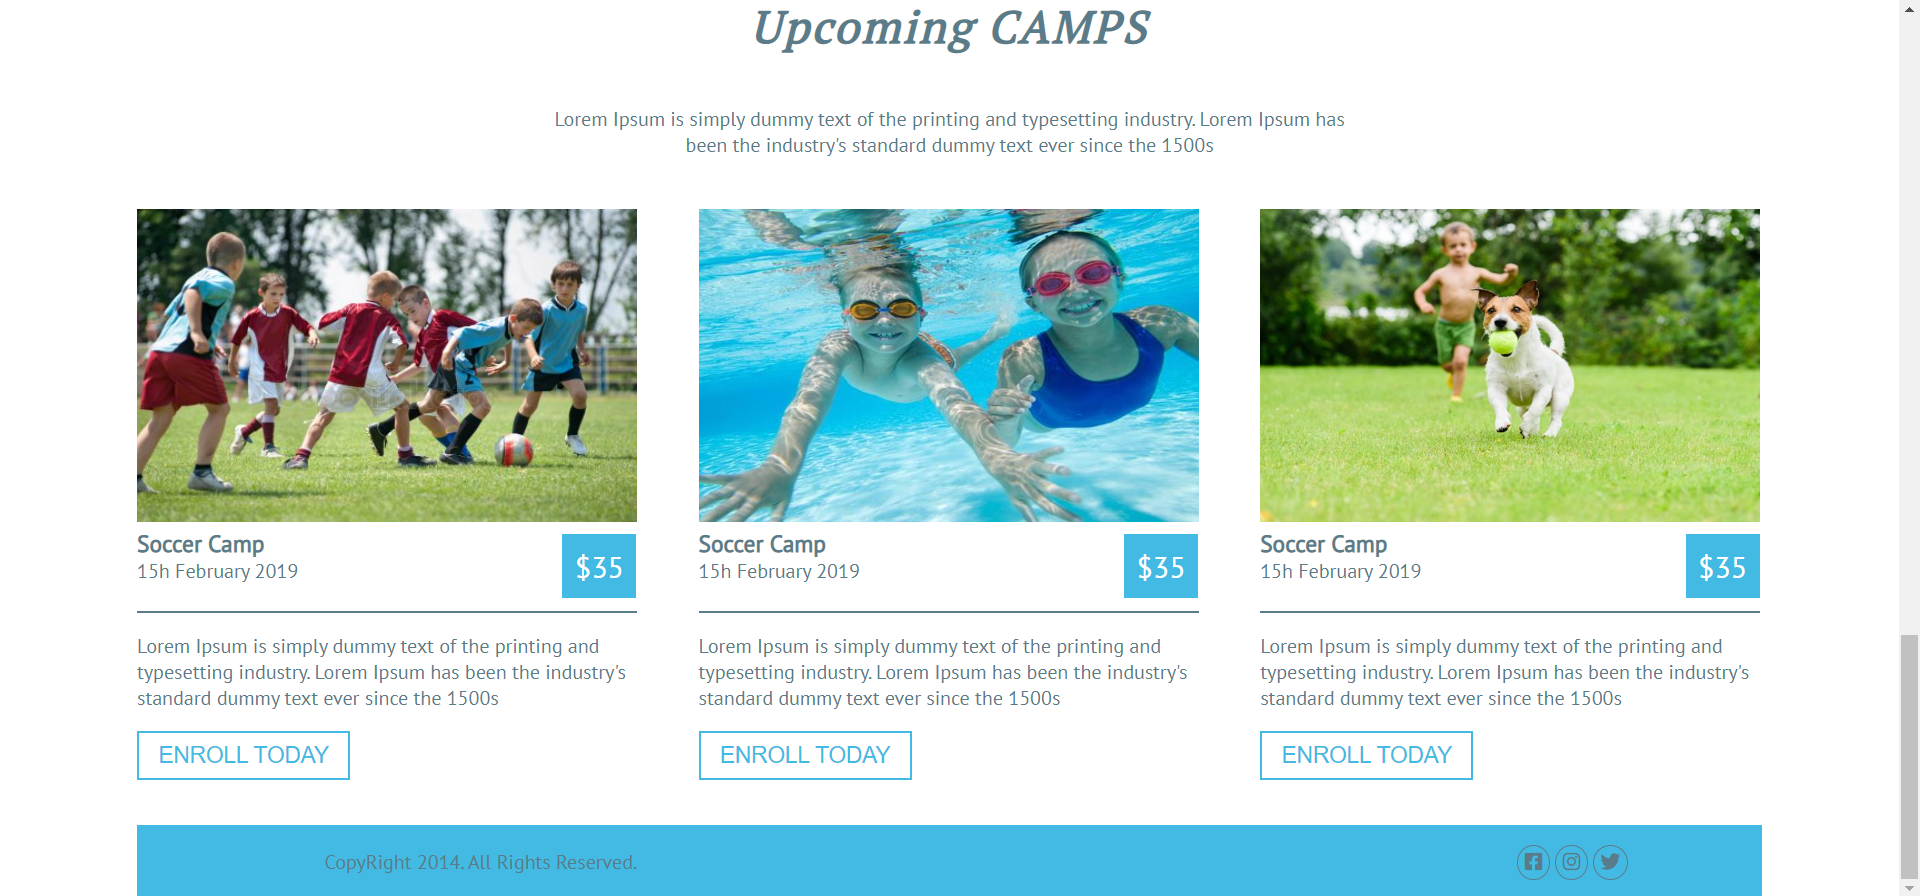 Upcoming CAMPS
Lorem Ipsum is simply dummy text of the printing and typesetting industry. Lorem Ipsum has
been the industry's standard dummy text ever since the 1500s
Soccer Camp
15h February 2019
$35
Lorem Ipsum is simply dummy text of the printing and
typesetting industry. Lorem Ipsum has been the industry's
standard dummy text ever since the 1500s
ENROLL TODAY
Soccer Camp
15h February 2019
$35
Lorem Ipsum is simply dummy text of the printing and
typesetting industry. Lorem Ipsum has been the industry's
standard dummy text ever since the 1500s
ENROLL TODAY
Soccer Camp
15h February 2019
$35
Lorem Ipsum is simply dummy text of the printing and
typesetting industry. Lorem Ipsum has been the industry's
standard dummy text ever since the 1500s
ENROLL TODAY
CopyRight 2014. All Rights Reserved.